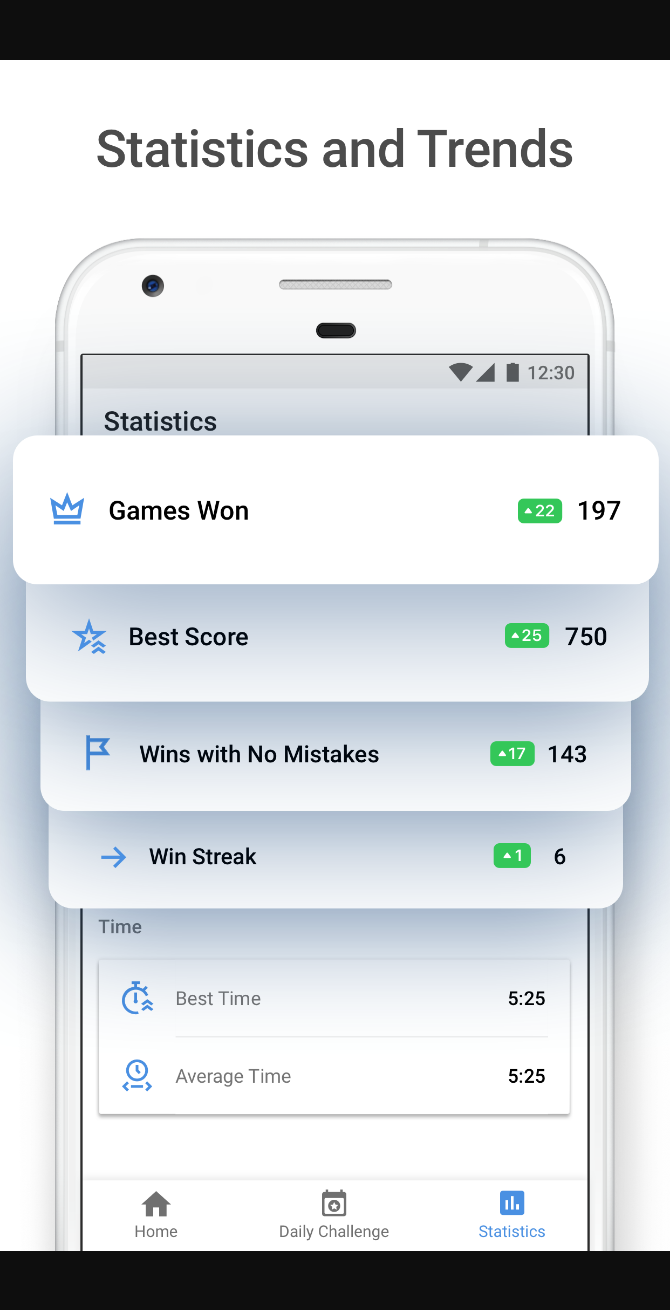 Statistics and Trends
12:30
Statistics
Games Won 22 197
Best Score 25 750
Wins with No Mistakes 17 143
Win Streak 1 6
Time
Best Time 5:25
Average Time 5:25
Home Daily Challenge Statistics